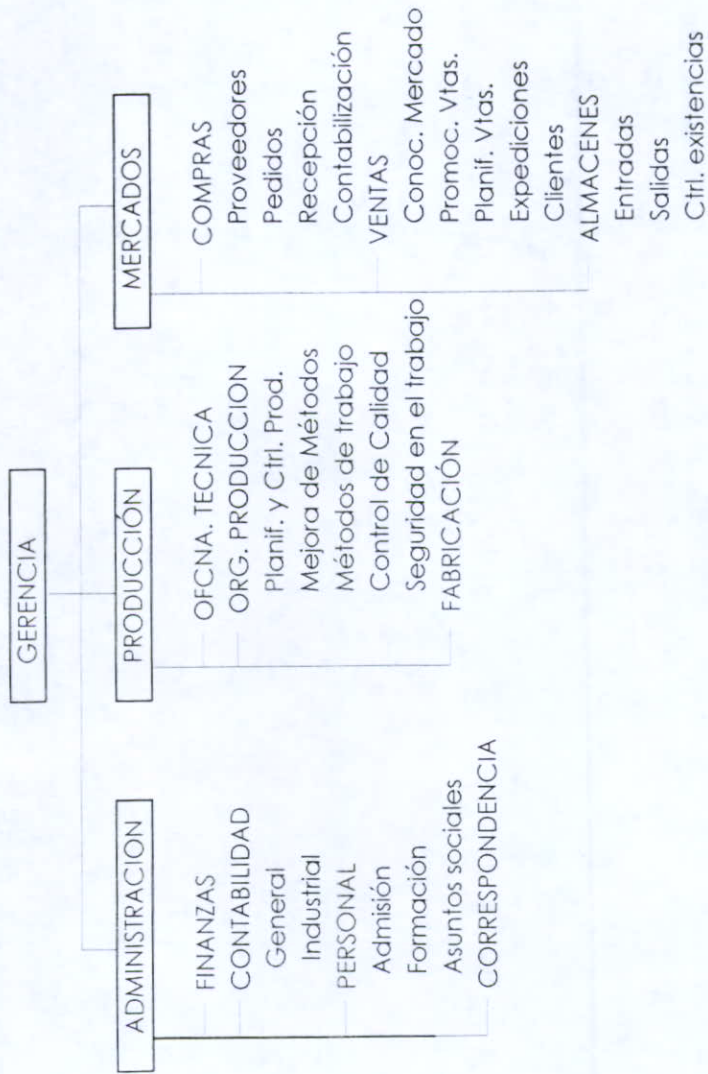 GERENCIA
ADMINISTRACION
FINANZAS
CONTABILIDAD
General
Industrial
PERSONAL
Admisión
Formación
Asuntos sociales
CORRESPONDENCIA
PRODUCCIÓN
OFCNA. TECNICA
ORG. PRODUCCION
Planif. y Ctrl. Prod.
Mejora de Métodos
Métodos de trabajo
Control de Calidad
Seguridad en el trabajo
FABRICACIÓN
MERCADOS
COMPRAS
Proveedores
Pedidos
Recepción
Contabilización
VENTAS
Conoc. Mercado
Promoc. Vtas.
Planif. Vtas.
Expediciones
Clientes
ALMACENES
Entradas
Salidas
Ctrl. existencias